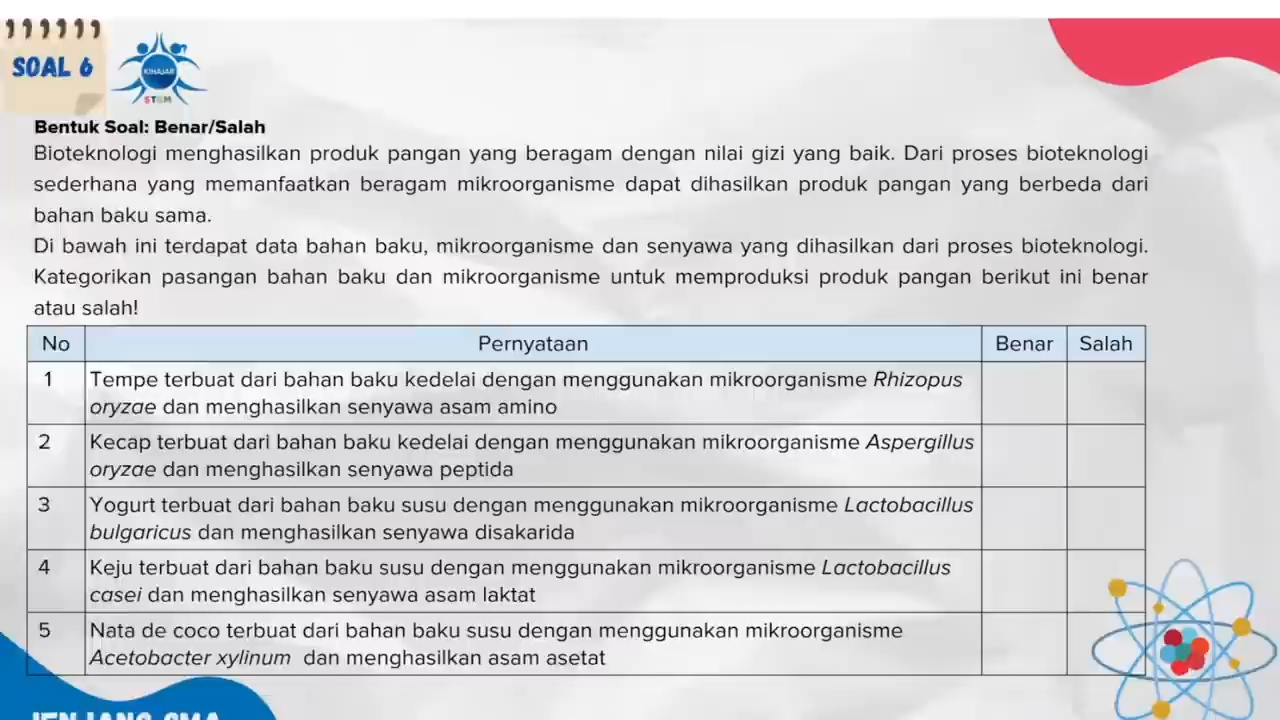 SOAL 6
KIHAJAR
STEM
Bentuk Soal: Benar/Salah
Bioteknologi menghasilkan produk pangan yang beragam dengan nilai gizi yang baik. Dari proses bioteknologi
sederhana yang memanfaatkan beragam mikroorganisme dapat dihasilkan produk pangan yang berbeda dari
bahan baku sama.
Di bawah ini terdapat data bahan baku, mikroorganisme dan senyawa yang dihasilkan dari proses bioteknologi.
Kategorikan pasangan bahan baku dan mikroorganisme untuk memproduksi produk pangan berikut ini benar
atau salah!
No Pernyataan Benar Salah
1 Tempe terbuat dari bahan baku kedelai dengan menggunakan mikroorganisme Rhizopus
oryzae dan menghasilkan senyawa asam amino
2 Kecap terbuat dari bahan baku kedelai dengan menggunakan mikroorganisme Aspergillus
oryzae dan menghasilkan senyawa peptida
3 Yogurt terbuat dari bahan baku susu dengan menggunakan mikroorganisme Lactobacillus
bulgaricus dan menghasilkan senyawa disakarida
4 Keju terbuat dari bahan baku susu dengan menggunakan mikroorganisme Lactobacillus
casei dan menghasilkan senyawa asam laktat
5 Nata de coco terbuat dari bahan baku susu dengan menggunakan mikroorganisme
Acetobacter xylinum dan menghasilkan asam asetat
JENJANG SMA